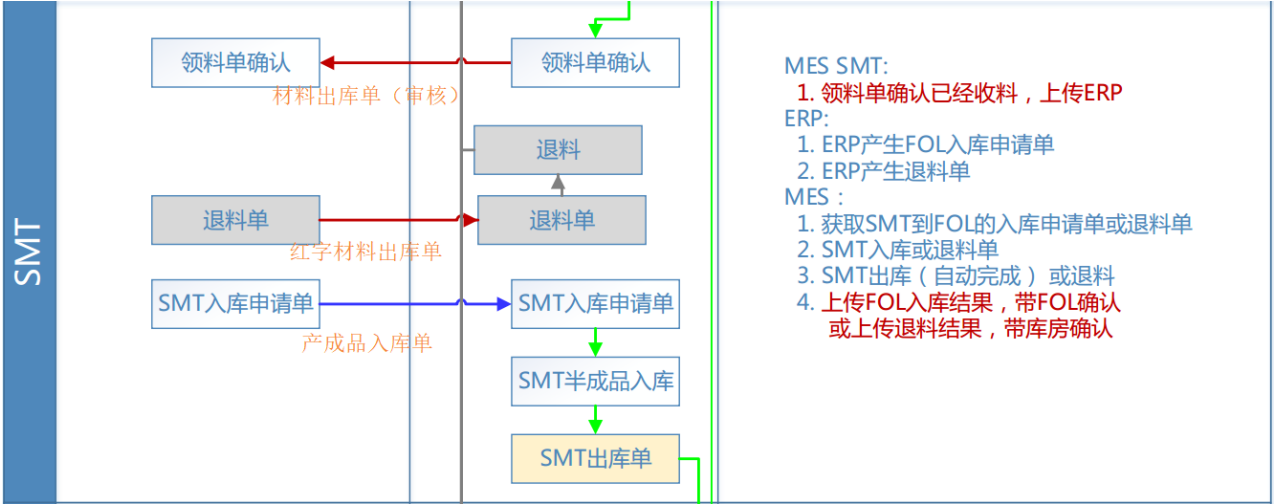 SMT
领料单确认
领料单确认
材料出库单（审核）
退料
退料单
退料单
红字材料出库单
SMT入库申请单
SMT入库申请单
产成品入库单
SMT半成品入库
SMT出库单
MES SMT:
1. 领料单确认已经收料，上传ERP
ERP:
1. ERP产生FOL入库申请单
2. ERP产生退料单
MES：
1. 获取SMT到FOL的入库申请单或退料单
2. SMT入库或退料单
3. SMT出库（自动完成）或退料
4. 上传FOL入库结果，带FOL确认
或上传退料结果，带库房确认